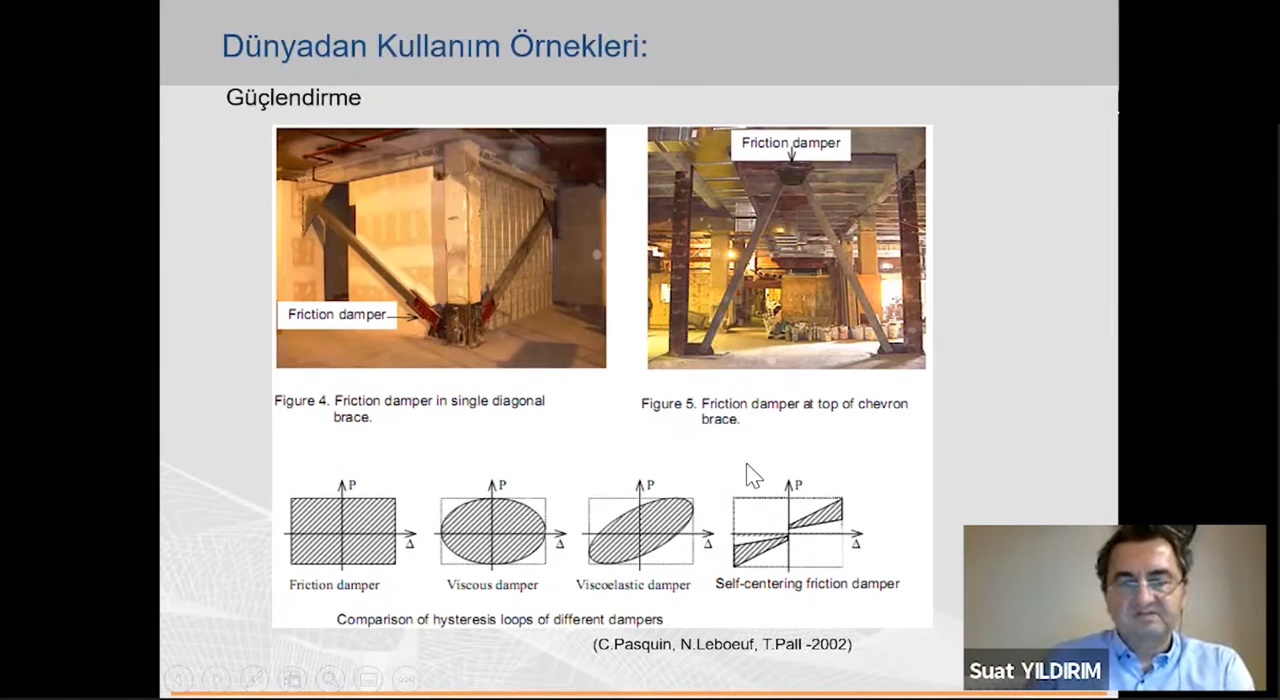 Dünyadan Kullanım Örnekleri:
Güçlendirme
Friction damper
Friction damper
Figure 4. Friction damper in single diagonal
brace.
Figure 5. Friction damper at top of chevron
brace.
P
P
P
P
Δ
Δ
Δ
Δ
Friction damper
Viscous damper
Viscoelastic damper
Self-centering friction damper
Comparison of hysteresis loops of different dampers
(C.Pasquin, N.Leboeuf, T.Pall -2002)
Suat YILDIRIM